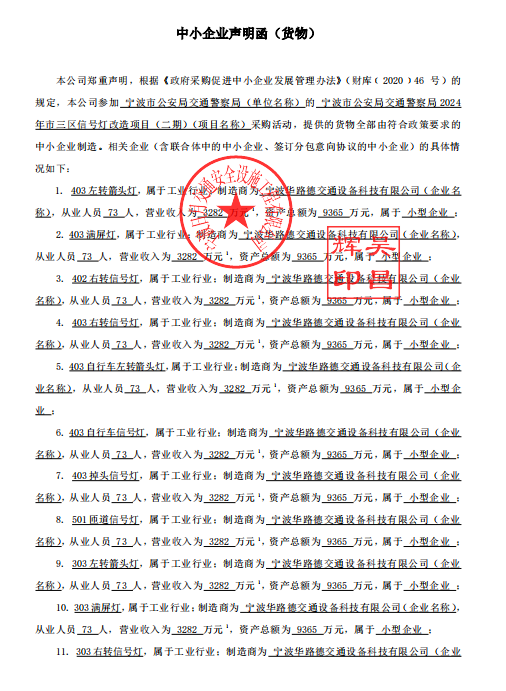 中小企业声明函（货物）
本公司郑重声明，根据《政府采购促进中小企业发展管理办法》（财库﹝2020﹞46 号）的
规定，本公司参加 宁波市公安局交通警察局（单位名称）的 宁波市公安局交通警察局 2024
年市三区信号灯改造项目（二期）（项目名称）采购活动，提供的货物全部由符合政策要求的
中小企业制造。相关企业（含联合体中的中小企业、签订分包意向协议的中小企业）的具体情
况如下：
1. 403 左转箭头灯，属于工业行业；制造商为 宁波华路德交通设备科技有限公司（企业名
称），从业人员 73 人，营业收入为 3282 万元¹，资产总额为 9365 万元，属于 小型企业 ；
2. 403 满屏灯，属于工业行业；制造商为 宁波华路德交通设备科技有限公司（企业名称），
从业人员 73 人，营业收入为 3282 万元¹，资产总额为 9365 万元，属于 小型企业 ；
3. 402 右转信号灯，属于工业行业；制造商为 宁波华路德交通设备科技有限公司（企业
名称），从业人员 73 人，营业收入为 3282 万元¹，资产总额为 9365 万元，属于 小型企业 ；
4. 403 右转信号灯，属于工业行业；制造商为 宁波华路德交通设备科技有限公司（企业
名称），从业人员 73 人，营业收入为 3282 万元¹，资产总额为 9365 万元，属于 小型企业 ；
5. 403 自行车左转箭头灯，属于工业行业；制造商为 宁波华路德交通设备科技有限公司（企
业名称），从业人员 73 人，营业收入为 3282 万元¹，资产总额为 9365 万元，属于 小型企
业 ；
6. 403 自行车信号灯，属于工业行业；制造商为 宁波华路德交通设备科技有限公司（企业
名称），从业人员 73 人，营业收入为 3282 万元¹，资产总额为 9365 万元，属于 小型企业 ；
7. 403 掉头信号灯，属于工业行业；制造商为 宁波华路德交通设备科技有限公司（企业
名称），从业人员 73 人，营业收入为 3282 万元¹，资产总额为 9365 万元，属于 小型企业 ；
8. 501 匝道信号灯，属于工业行业；制造商为 宁波华路德交通设备科技有限公司（企业
名称），从业人员 73 人，营业收入为 3282 万元¹，资产总额为 9365 万元，属于 小型企业 ；
9. 303 左转箭头灯，属于工业行业；制造商为 宁波华路德交通设备科技有限公司（企业名
称），从业人员 73 人，营业收入为 3282 万元¹，资产总额为 9365 万元，属于 小型企业 ；
10. 303 满屏灯，属于工业行业；制造商为 宁波华路德交通设备科技有限公司（企业名称），
从业人员 73 人，营业收入为 3282 万元¹，资产总额为 9365 万元，属于 小型企业 ；
11. 303 右转信号灯，属于工业行业；制造商为 宁波华路德交通设备科技有限公司（企业
交通安全设施工程有限公司
辉吴
印昌